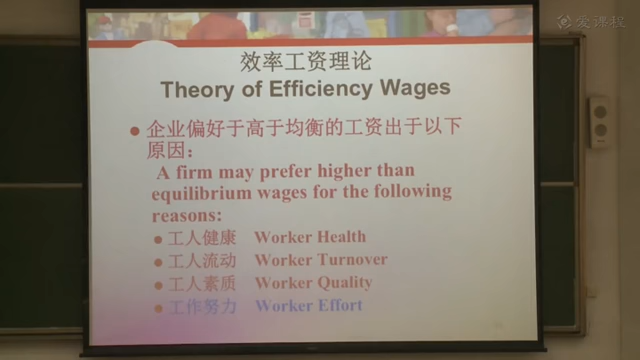 爱课程
效率工资理论
Theory of Efficiency Wages
企业偏好于高于均衡的工资出于以下
原因：
A firm may prefer higher than
equilibrium wages for the following
reasons:
工人健康 Worker Health
工人流动 Worker Turnover
工人素质 Worker Quality
工作努力 Worker Effort